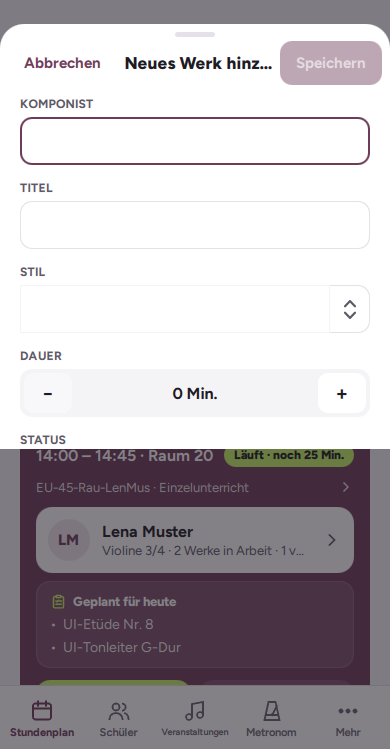 Abbrechen Neues Werk hinz... Speichern
KOMPONIST
TITEL
STIL
DAUER
− 0 Min. +
STATUS
14:00 – 14:45 · Raum 20 Läuft · noch 25 Min.
EU-45-Rau-LenMus · Einzelunterricht
LM Lena Muster
Violine 3/4 · 2 Werke in Arbeit · 1 v...
Geplant für heute
• UI-Etüde Nr. 8
• UI-Tonleiter G-Dur
Stundenplan Schüler Veranstaltungen Metronom Mehr